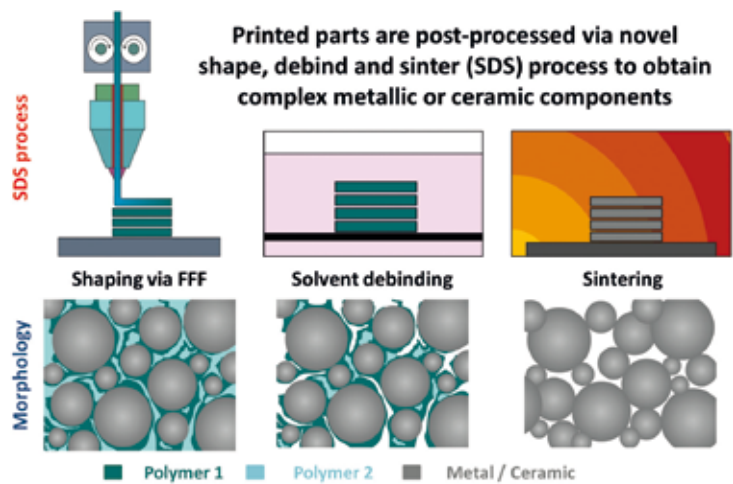 Printed parts are post-processed via novel
shape, debind and sinter (SDS) process to obtain
complex metallic or ceramic components
SDS process
Shaping via FFF
Solvent debinding
Sintering
Morphology
Polymer 1
Polymer 2
Metal / Ceramic